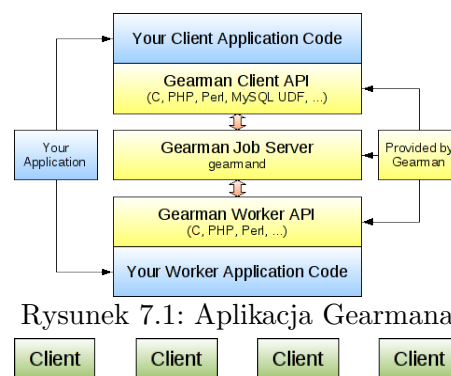 Your Client Application Code
Gearman Client API
(C, PHP, Perl, MySQL UDF, ...)
Your
Application
Gearman Job Server
gearmand
Provided by
Gearman
Gearman Worker API
(C, PHP, Perl, ...)
Your Worker Application Code
Rysunek 7.1: Aplikacja Gearmana
Client Client Client Client